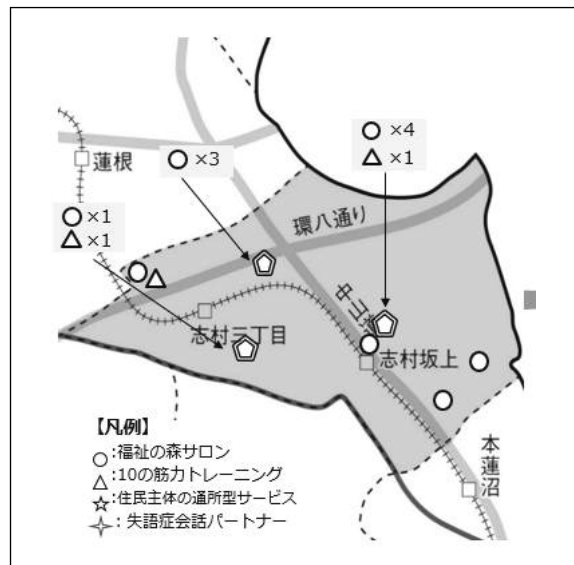 ○ ×4
△ ×1
○ ×3
蓮根
○ ×1
△ ×1
環八通り
中山道
志村三丁目
志村坂上
本蓮沼
【凡例】
○:福祉の森サロン
△:10の筋力トレーニング
☆:住民主体の通所型サービス
✧:失語症会話パートナー